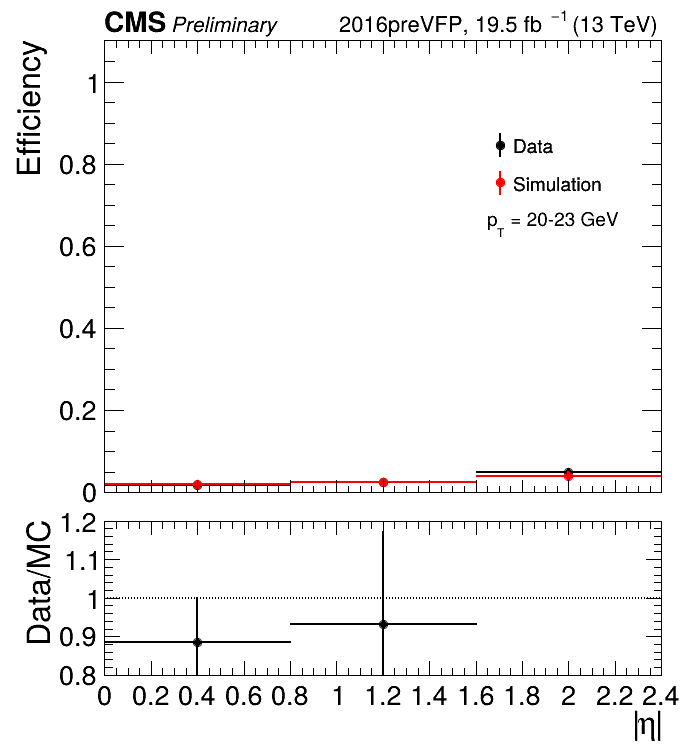 CMS Preliminary 2016preVFP, 19.5 fb⁻¹ (13 TeV)
Efficiency
1
0.8
0.6
0.4
0.2
0
Data
Simulation
p_T = 20-23 GeV
Data/MC
1.2
1.1
1
0.9
0.8
0 0.2 0.4 0.6 0.8 1 1.2 1.4 1.6 1.8 2 2.2 2.4
|η|